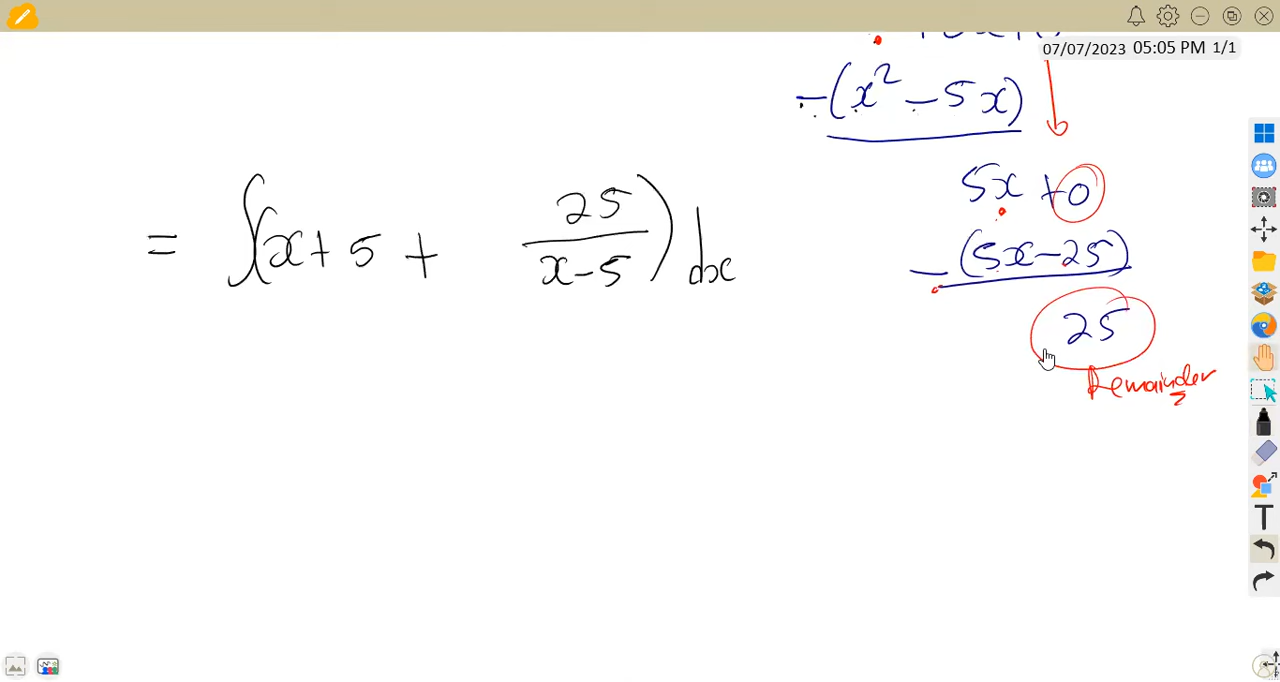 07/07/2023 05:05 PM 1/1
-(x² - 5x)
5x + 0
= ∫(x + 5 + 25/(x-5)) dx
-(5x - 25)
25
Remainder
T